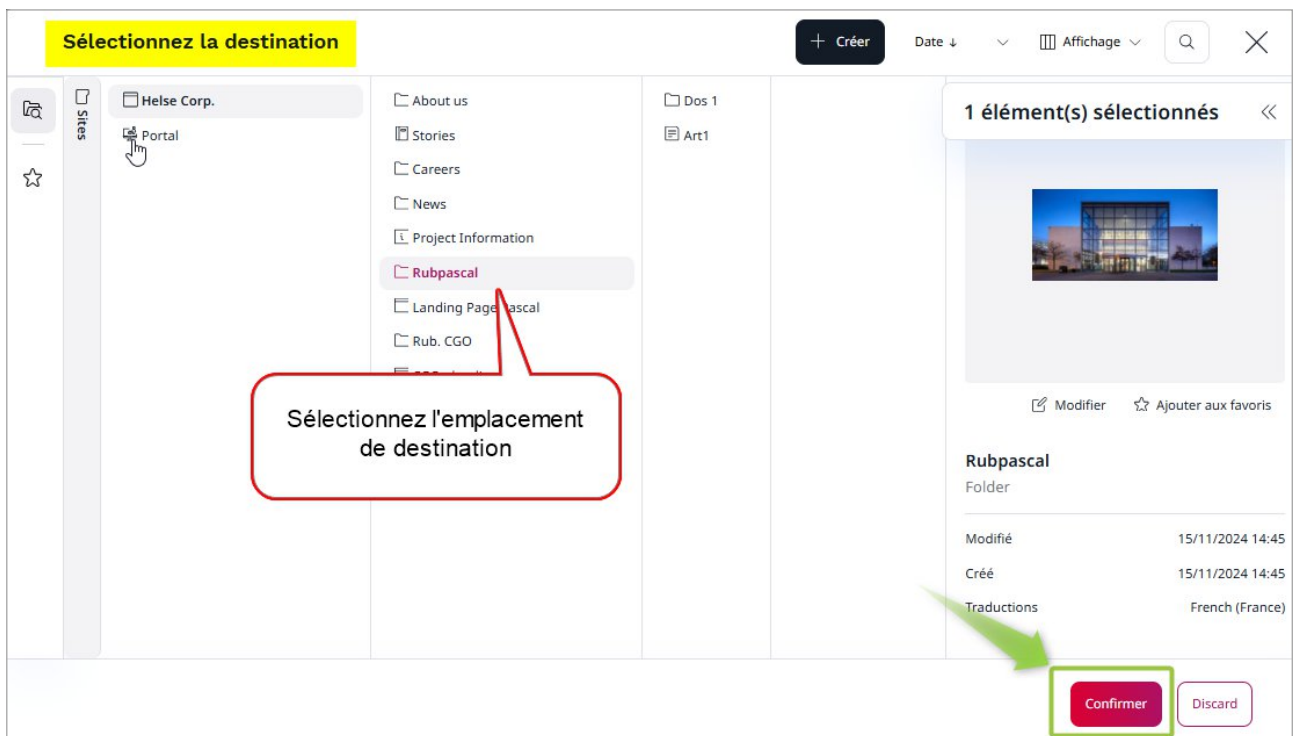 Sélectionnez la destination
Créer
Date ↓
Affichage
Sites
Helse Corp.
Portal
About us
Stories
Careers
News
Project Information
Rubpascal
Landing Page Pascal
Rub. CGO
Dos 1
Art1
Sélectionnez l'emplacement
de destination
1 élément(s) sélectionnés
Modifier
Ajouter aux favoris
Rubpascal
Folder
Modifié 15/11/2024 14:45
Créé 15/11/2024 14:45
Traductions French (France)
Confirmer
Discard